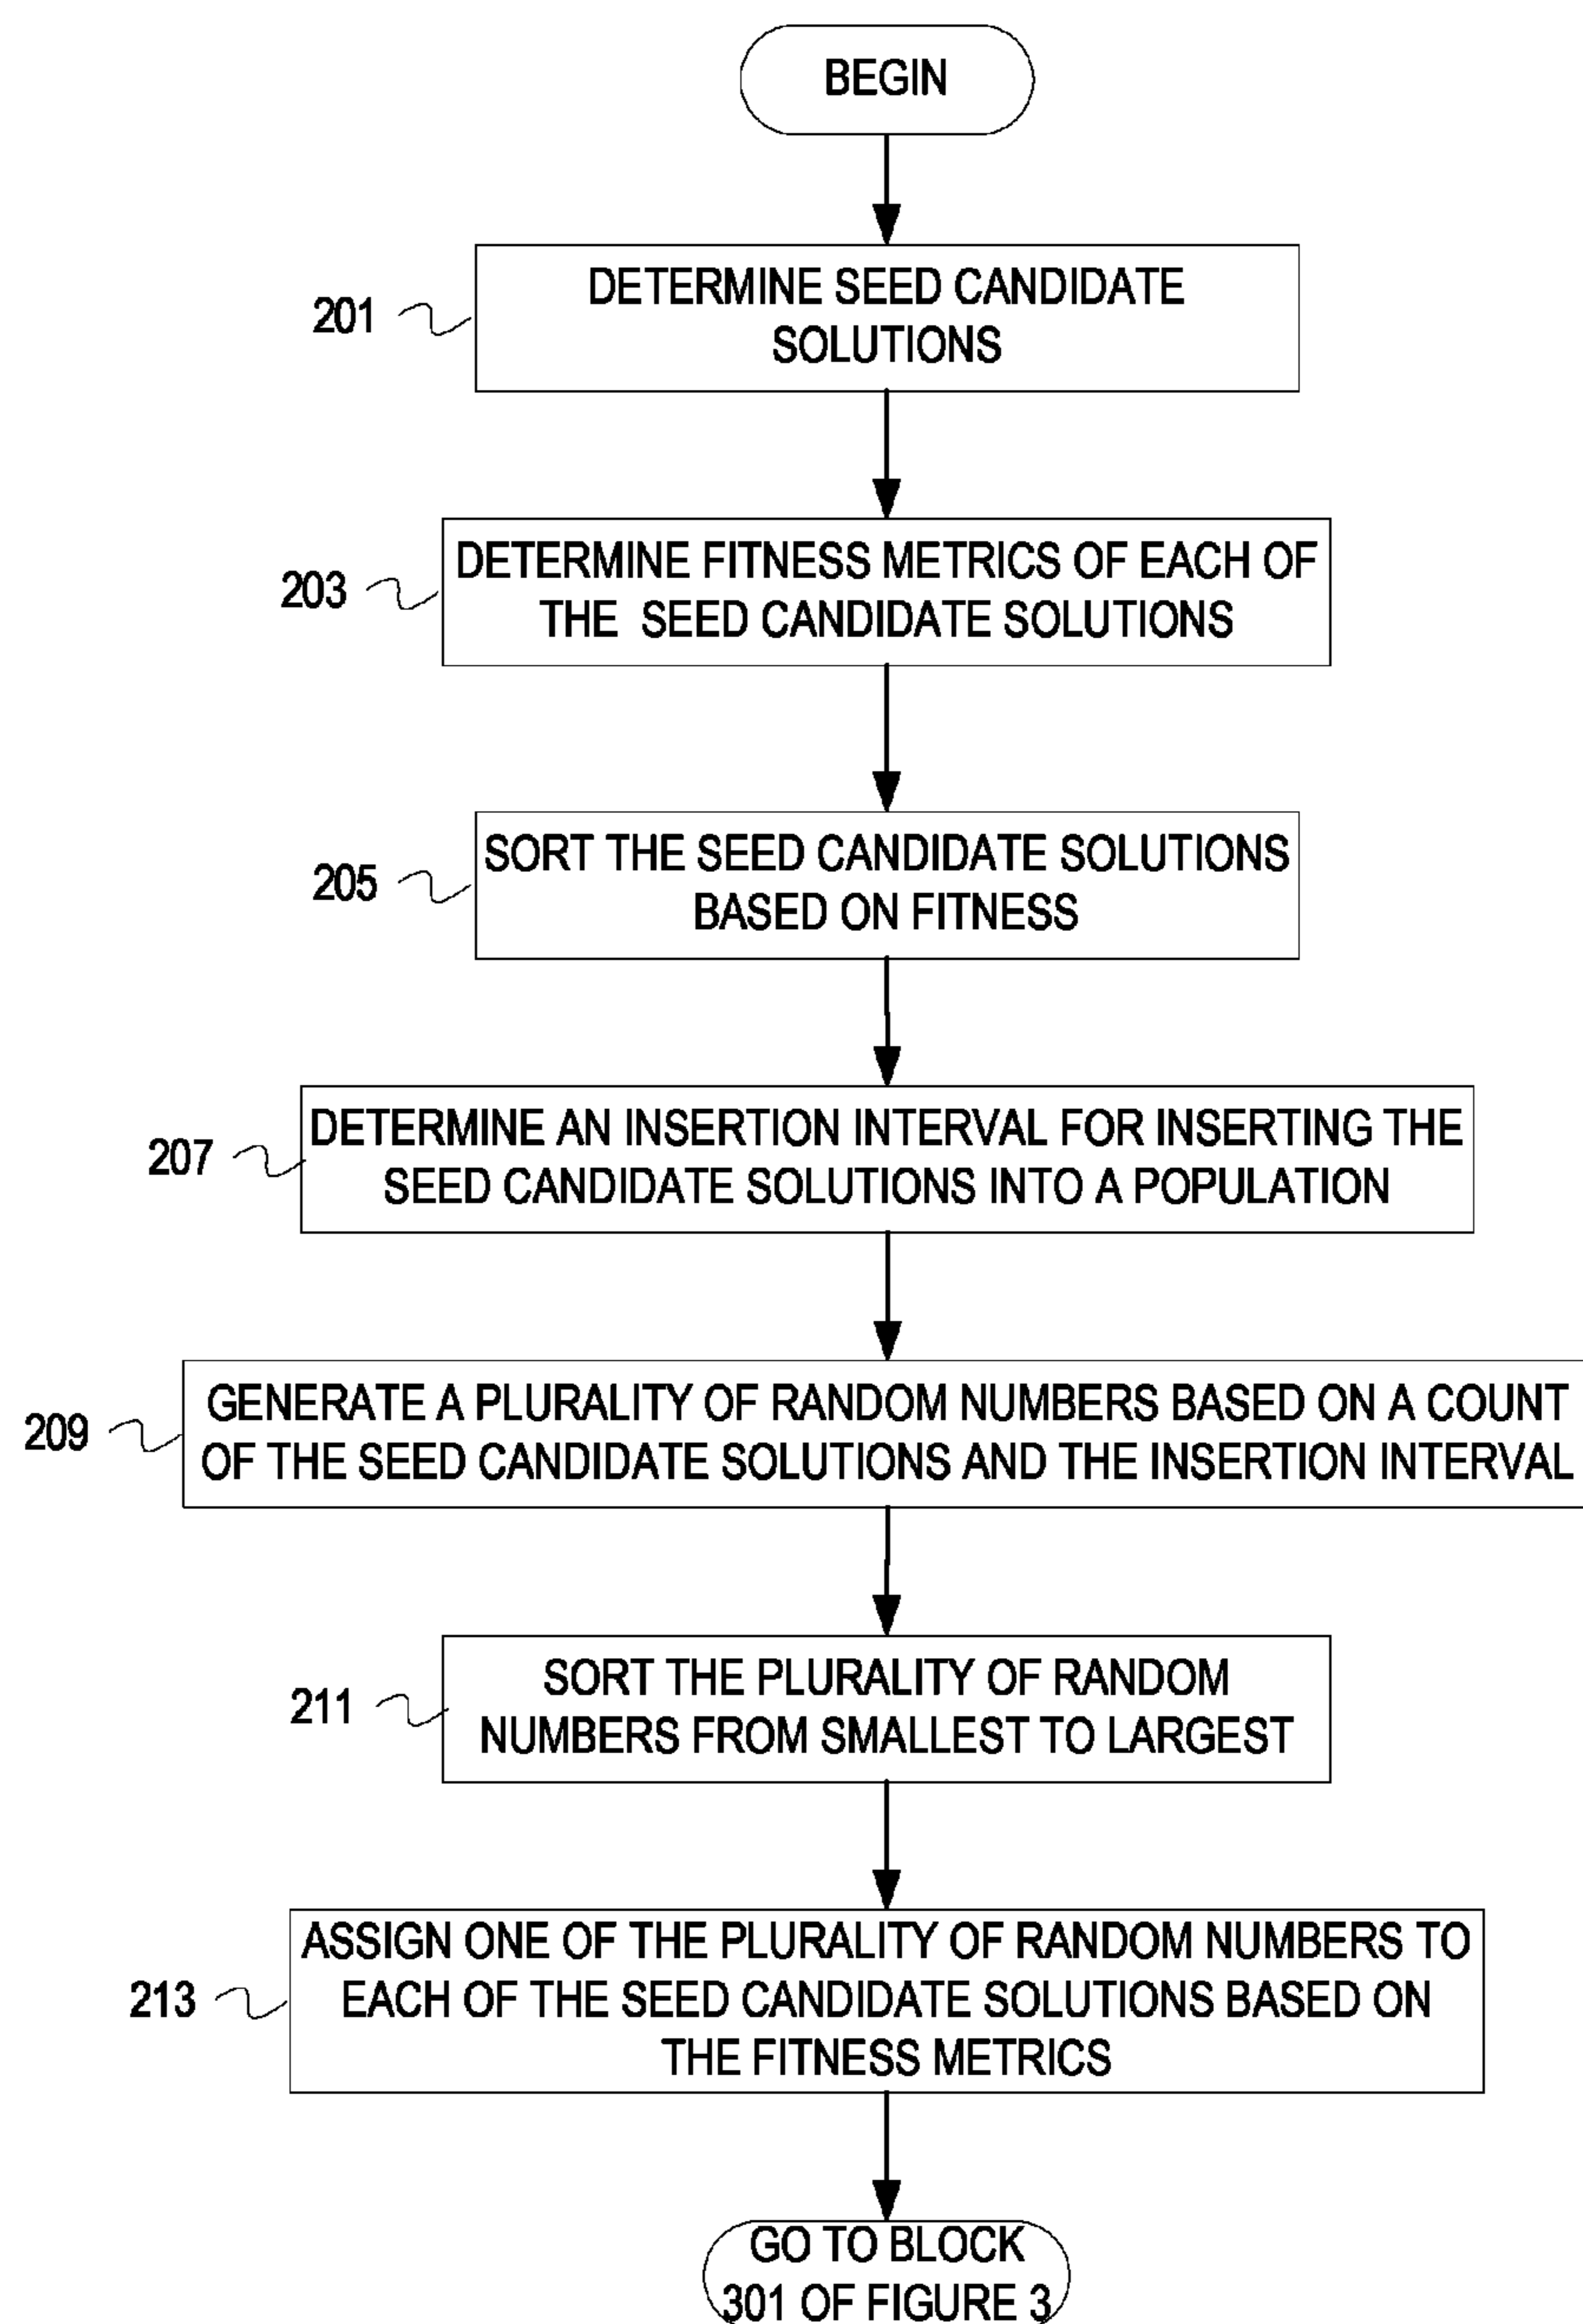 BEGIN
201
DETERMINE SEED CANDIDATE
SOLUTIONS
203
DETERMINE FITNESS METRICS OF EACH OF
THE SEED CANDIDATE SOLUTIONS
205
SORT THE SEED CANDIDATE SOLUTIONS
BASED ON FITNESS
207
DETERMINE AN INSERTION INTERVAL FOR INSERTING THE
SEED CANDIDATE SOLUTIONS INTO A POPULATION
209
GENERATE A PLURALITY OF RANDOM NUMBERS BASED ON A COUNT
OF THE SEED CANDIDATE SOLUTIONS AND THE INSERTION INTERVAL
211
SORT THE PLURALITY OF RANDOM
NUMBERS FROM SMALLEST TO LARGEST
213
ASSIGN ONE OF THE PLURALITY OF RANDOM NUMBERS TO
EACH OF THE SEED CANDIDATE SOLUTIONS BASED ON
THE FITNESS METRICS
GO TO BLOCK
301 OF FIGURE 3